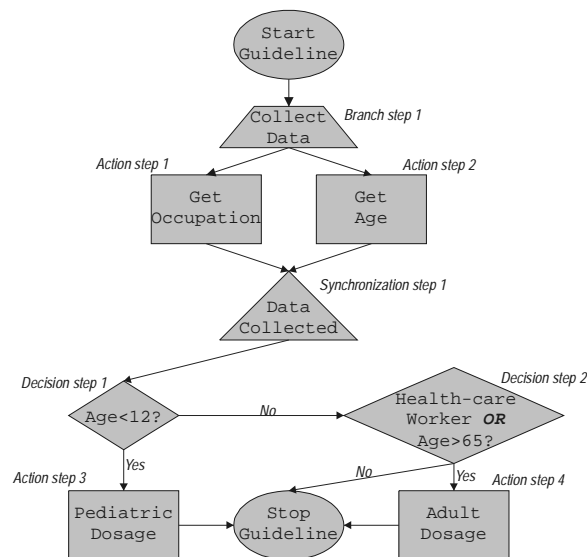 Start
Guideline
Collect
Data
Branch step 1
Action step 1
Action step 2
Get
Occupation
Get
Age
Synchronization step 1
Data
Collected
Decision step 1
Decision step 2
Age<12?
No
Health-care
Worker OR
Age>65?
Yes
No
Yes
Action step 3
Action step 4
Pediatric
Dosage
Stop
Guideline
Adult
Dosage